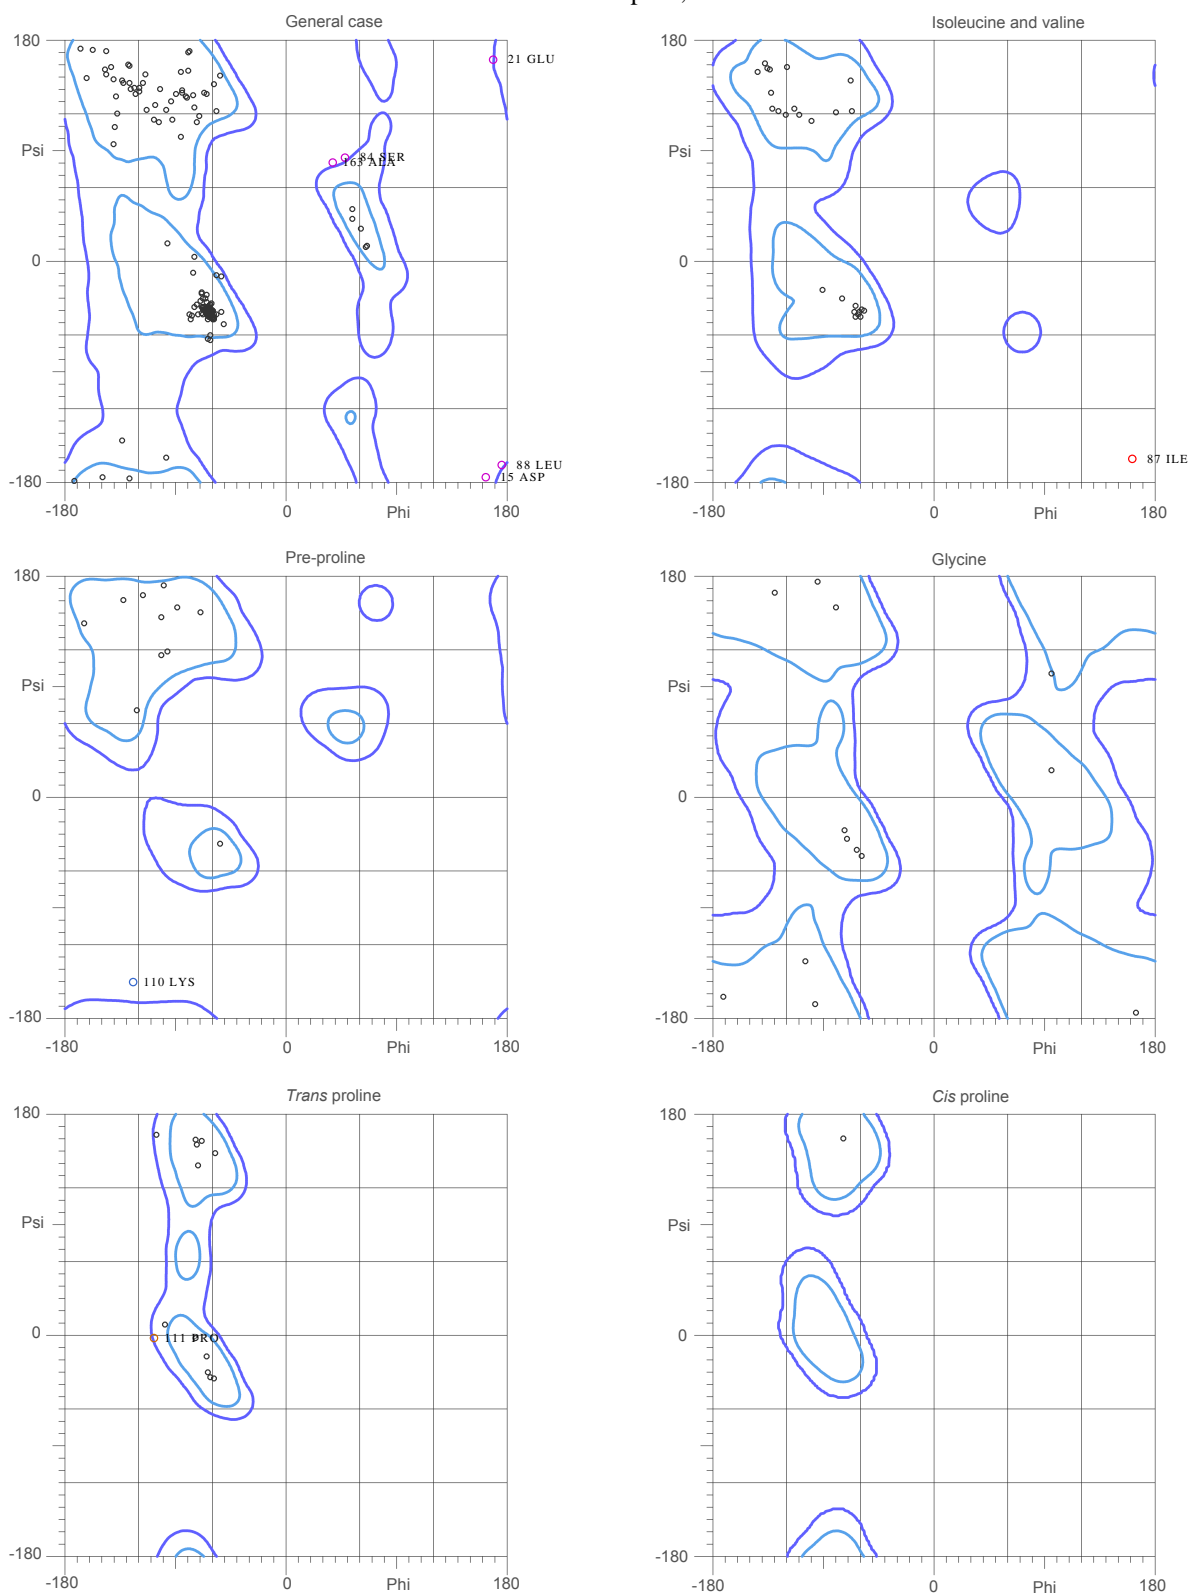 General case
180
Psi
0
-180
-180
0
Phi
180
21 GLU
84 SER
163 ALA
88 LEU
15 ASP
Isoleucine and valine
180
Psi
0
-180
-180
0
Phi
180
87 ILE
Pre-proline
180
Psi
0
-180
-180
0
Phi
180
110 LYS
Glycine
180
Psi
0
-180
-180
0
Phi
180
Trans proline
180
Psi
0
-180
-180
0
Phi
180
111 PRO
Cis proline
180
Psi
0
-180
-180
0
Phi
180